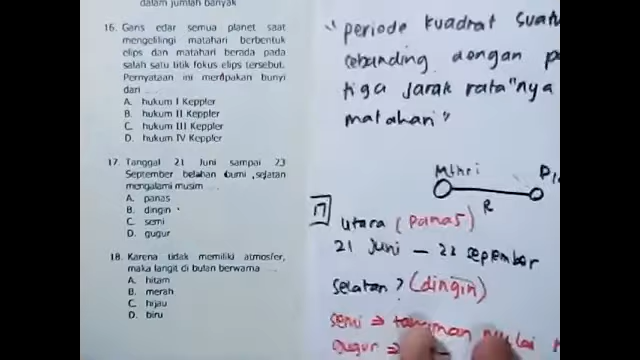 dalam jumlah banyak
16. Garis edar semua planet saat
mengelilingi matahari berbentuk
elips dan matahari berada pada
salah satu titik fokus elips tersebut.
Pernyataan ini merupakan bunyi
dari ....
A. hukum I Keppler
B. hukum II Keppler
C. hukum III Keppler
D. hukum IV Keppler
17. Tanggal 21 Juni sampai 23
September belahan bumi selatan
mengalami musim ....
A. panas
B. dingin
C. semi
D. gugur
18. Karena tidak memiliki atmosfer,
maka langit di bulan berwarna ....
A. hitam
B. merah
C. hijau
D. biru
"periode kuadrat
sebanding dengan
tiga jarak rata"nya
matahari"
R
17
Utara (panas)
21 Juni - 23 sepember
selatan? (dingin)
semi ⇒ tanaman mulai
gugur ⇒